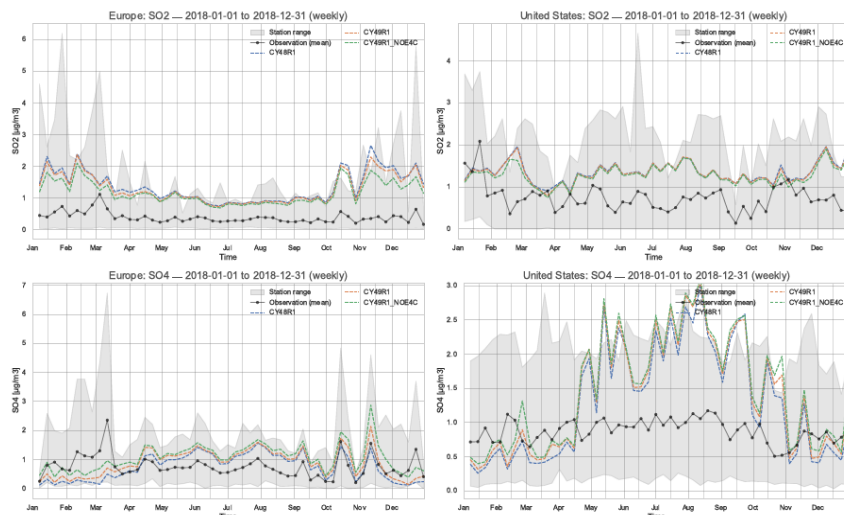 Europe: SO2 — 2018-01-01 to 2018-12-31 (weekly)
Station range
Observation (mean)
CY48R1
CY49R1
CY49R1_NOE4C
SO2 [µg/m3]
6
5
4
3
2
1
0
Jan Feb Mar Apr May Jun Jul Aug Sep Oct Nov Dec
Time
United States: SO2 — 2018-01-01 to 2018-12-31 (weekly)
Station range
Observation (mean)
CY48R1
CY49R1
CY49R1_NOE4C
SO2 [µg/m3]
4
3
2
1
0
Jan Feb Mar Apr May Jun Jul Aug Sep Oct Nov Dec
Time
Europe: SO4 — 2018-01-01 to 2018-12-31 (weekly)
Station range
Observation (mean)
CY48R1
CY49R1
CY49R1_NOE4C
SO4 [µg/m3]
7
6
5
4
3
2
1
0
Jan Feb Mar Apr May Jun Jul Aug Sep Oct Nov Dec
Time
United States: SO4 — 2018-01-01 to 2018-12-31 (weekly)
Station range
Observation (mean)
CY48R1
CY49R1
CY49R1_NOE4C
SO4 [µg/m3]
3.0
2.5
2.0
1.5
1.0
0.5
0.0
Jan Feb Mar Apr May Jun Jul Aug Sep Oct Nov Dec
Time